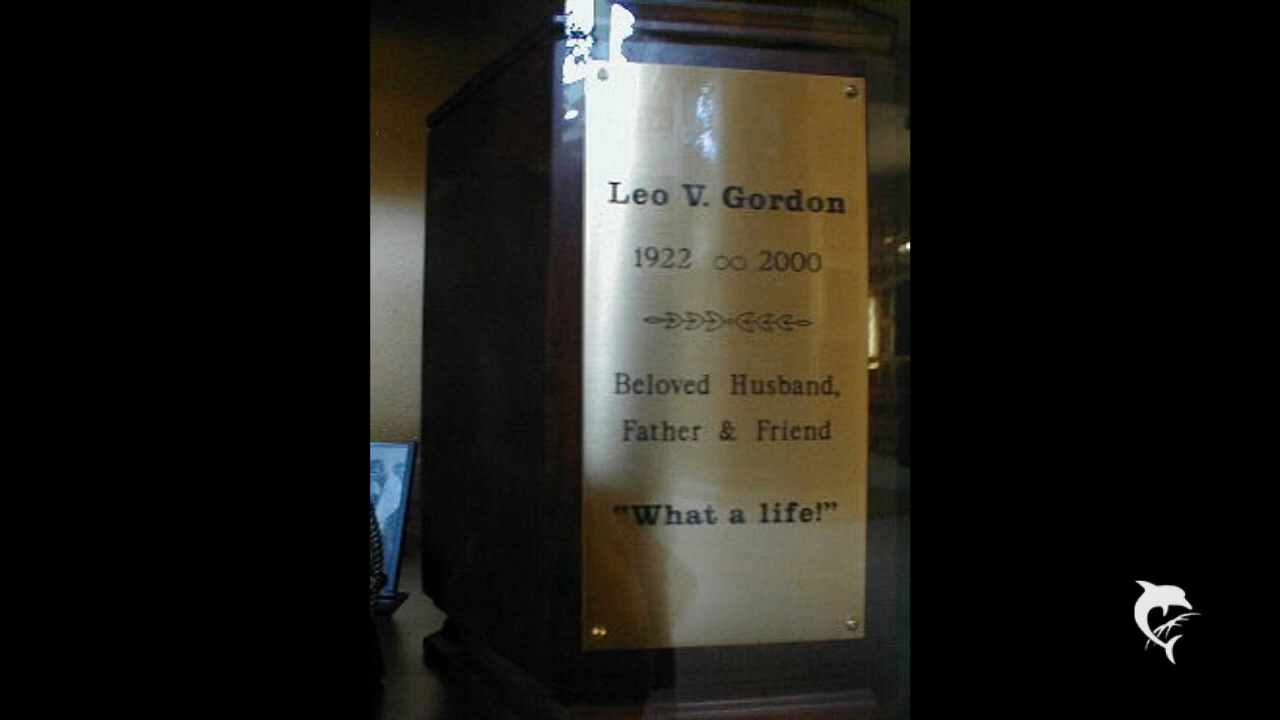 Leo V. Gordon
1922 ∞ 2000
Beloved Husband,
Father & Friend
"What a life!"